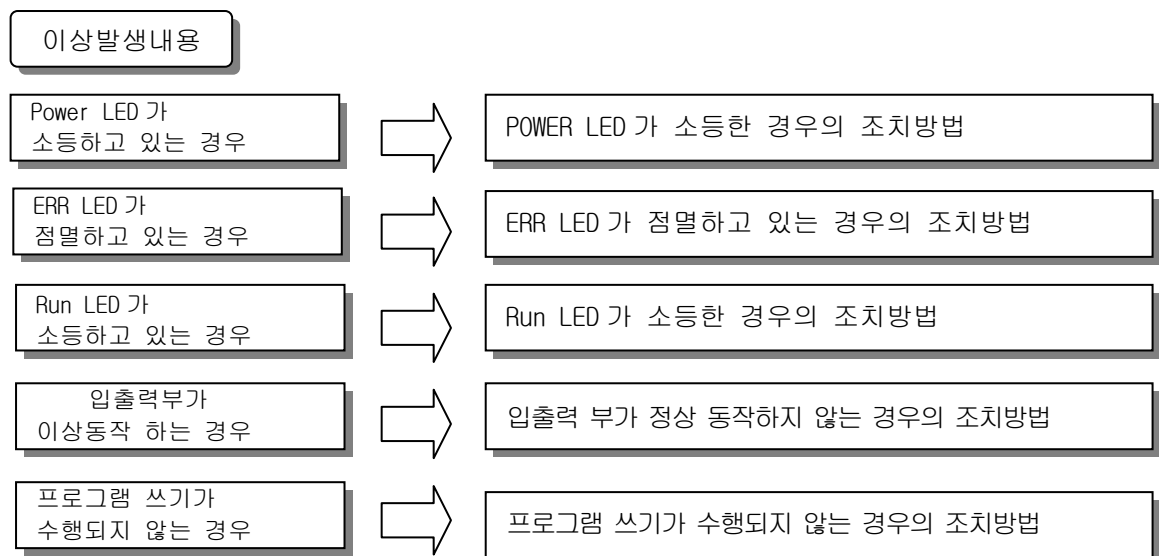 이상발생내용
Power LED 가
소등하고 있는 경우
POWER LED 가 소등한 경우의 조치방법
ERR LED 가
점멸하고 있는 경우
ERR LED 가 점멸하고 있는 경우의 조치방법
Run LED 가
소등하고 있는 경우
Run LED 가 소등한 경우의 조치방법
입출력부가
이상동작 하는 경우
입출력 부가 정상 동작하지 않는 경우의 조치방법
프로그램 쓰기가
수행되지 않는 경우
프로그램 쓰기가 수행되지 않는 경우의 조치방법